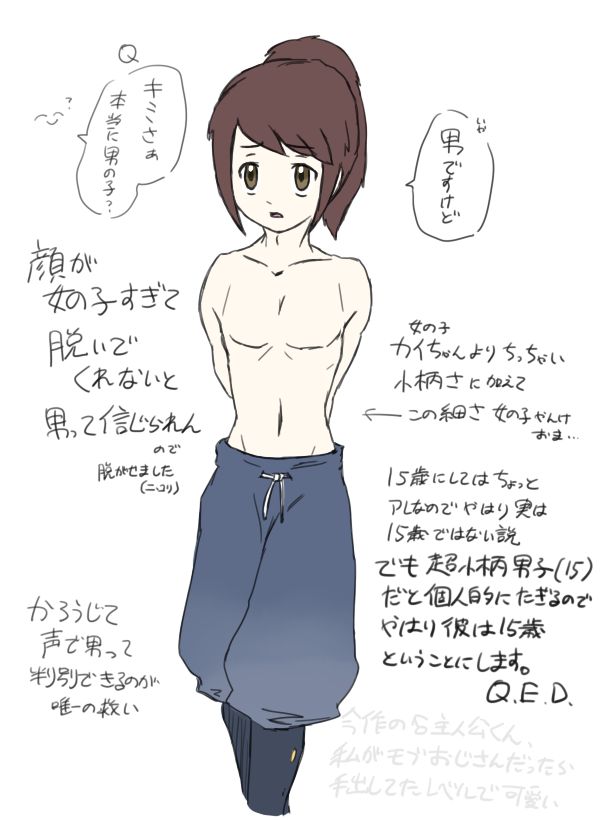 Q
キミさぁ
本当に男の子?
?
いや
男ですけど
顔が
女の子すぎて
脱いで
くれないと
男って信じられん
ので
脱がせました
(ニコリ)
女の子
カイちゃんよりちっちゃい
小柄さに加えて
この細さ 女の子やんけ
おま…
15歳にしてはちょっと
アレなのでやはり実は
15歳ではない説
でも超小柄男子(15)
だと個人的にたぎるので
やはり彼は15歳
ということにします。
Q.E.D.
かろうじて
声で男って
判別できるのが
唯一の救い
今作の主人公くん、
私がモブおじさんだったら
手出してたレベルで可愛い